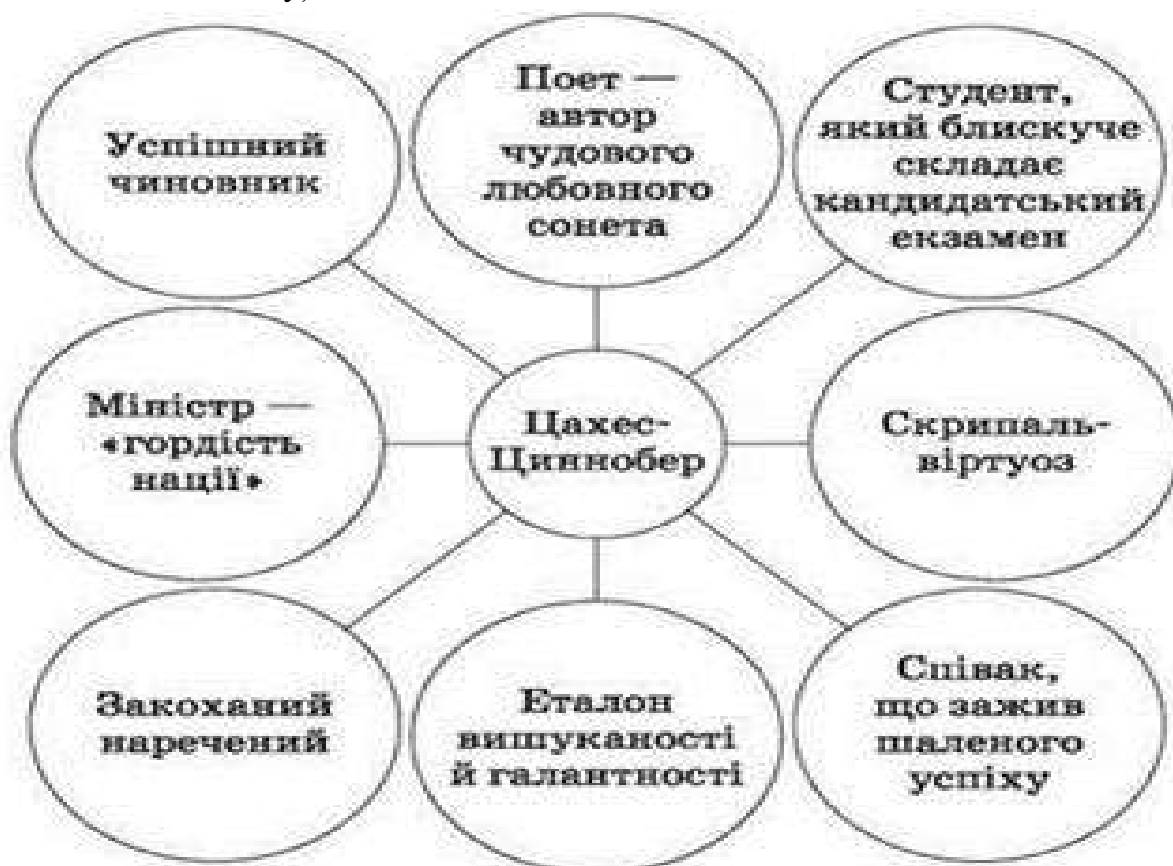 Успішний
чиновник
Поет —
автор
чудового
любовного
сонета
Студент,
який блискуче
складає
кандидатський
екзамен
Міністр —
«гордість
нації»
Цахес-
Циннобер
Скрипаль-
віртуоз
Закоханий
наречений
Еталон
вишуканості
й галантності
Співак,
що зажив
шаленого
успіху